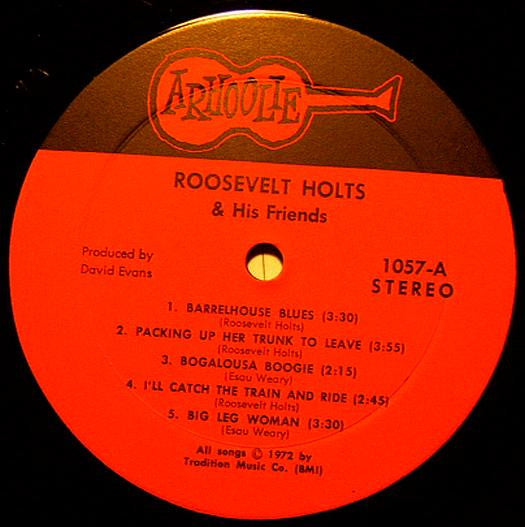 ARHOOLIE
ROOSEVELT HOLTS
& His Friends
Produced by
David Evans
1057-A
STEREO
1. BARRELHOUSE BLUES (3:30)
(Roosevelt Holts)
2. PACKING UP HER TRUNK TO LEAVE (3:55)
(Roosevelt Holts)
3. BOGALOUSA BOOGIE (2:15)
(Esau Weary)
4. I'LL CATCH THE TRAIN AND RIDE (2:45)
(Roosevelt Holts)
5. BIG LEG WOMAN (3:30)
(Esau Weary)
All songs © 1972 by
Tradition Music Co. (BMI)